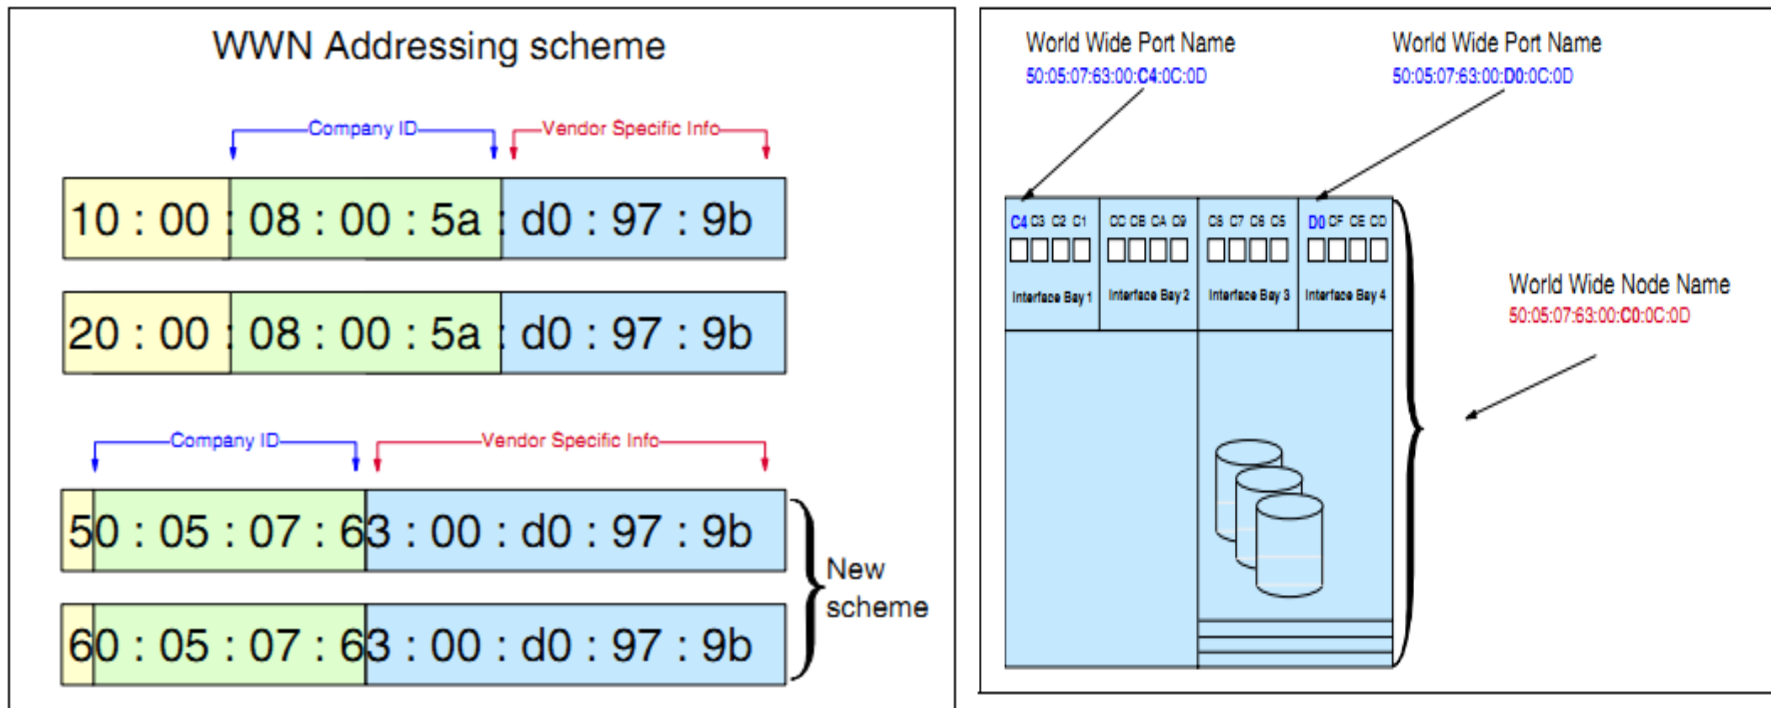 WWN Addressing scheme
Company ID
Vendor Specific Info
10 : 00 : 08 : 00 : 5a : d0 : 97 : 9b
20 : 00 : 08 : 00 : 5a : d0 : 97 : 9b
Company ID
Vendor Specific Info
50 : 05 : 07 : 63 : 00 : d0 : 97 : 9b
60 : 05 : 07 : 63 : 00 : d0 : 97 : 9b
New
scheme
World Wide Port Name
50:05:07:63:00:C4:0C:0D
World Wide Port Name
50:05:07:63:00:D0:0C:0D
C4 C3 C2 C1
CC CB CA C9
C8 C7 C6 C5
D0 CF CE CD
Interface Bay 1
Interface Bay 2
Interface Bay 3
Interface Bay 4
World Wide Node Name
50:05:07:63:00:C0:0C:0D